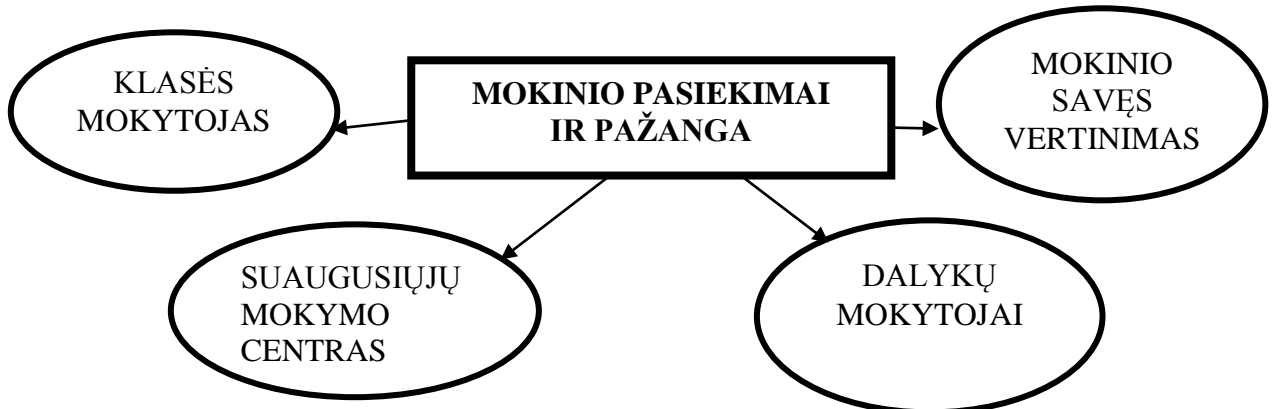 KLASĖS
MOKYTOJAS
MOKINIO PASIEKIMAI
IR PAŽANGA
MOKINIO
SAVĘS
VERTINIMAS
SUAUGUSIŲJŲ
MOKYMO
CENTRAS
DALYKŲ
MOKYTOJAI